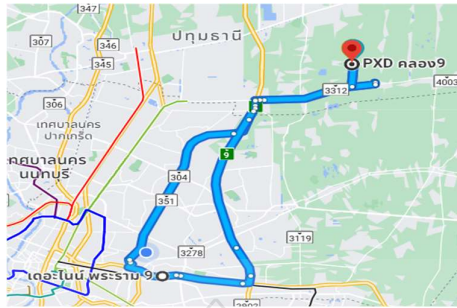 347
346
307
ปทุมธานี
345
PXD คลอง9
3312
4003
306
เทศบาลนคร
ปากเกร็ด
9
ทศบาลนคร
นนทบุรี
304
351
3278
3119
เดอะไนน์ พระราม 9